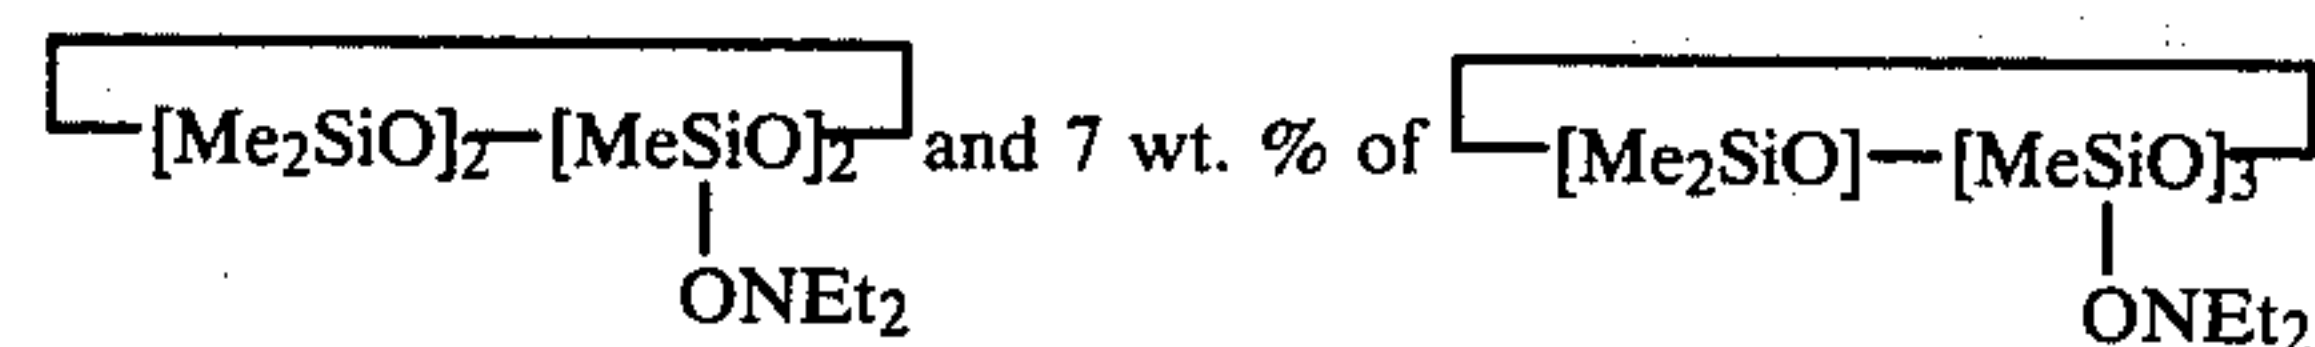 [Me₂SiO]₂—[MeSiO]₂ and 7 wt. % of [Me₂SiO]—[MeSiO]₃
ONEt₂ ONEt₂